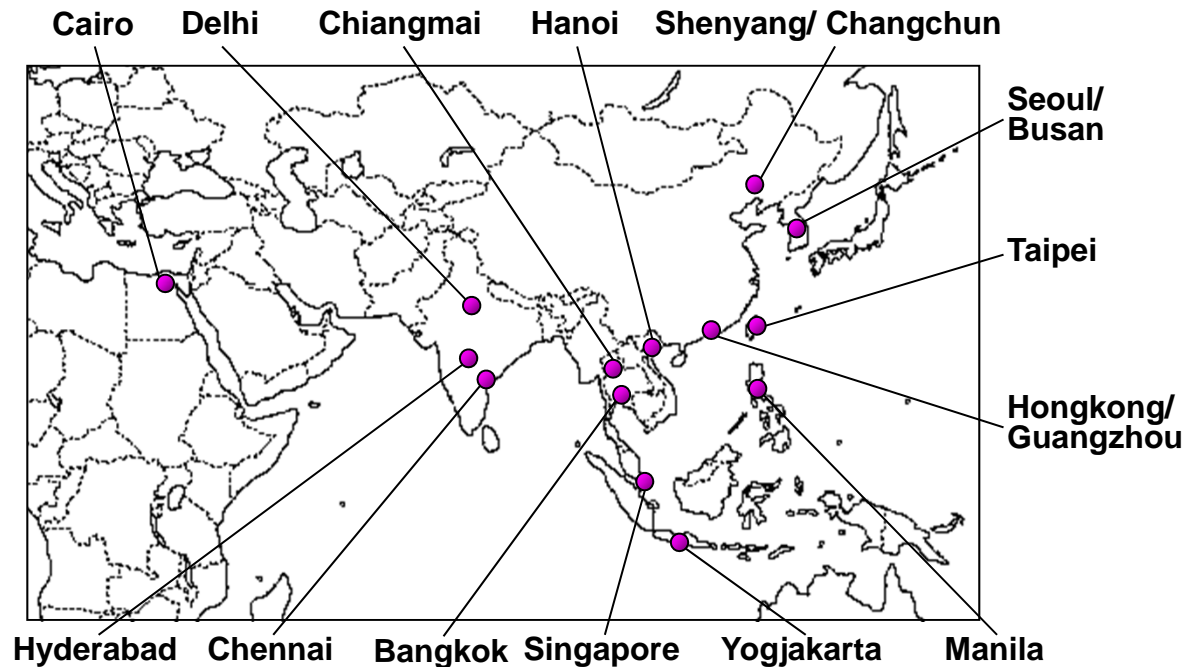 Cairo
Delhi
Chiangmai
Hanoi
Shenyang/ Changchun
Seoul/
Busan
Taipei
Hongkong/
Guangzhou
Hyderabad
Chennai
Bangkok
Singapore
Yogjakarta
Manila